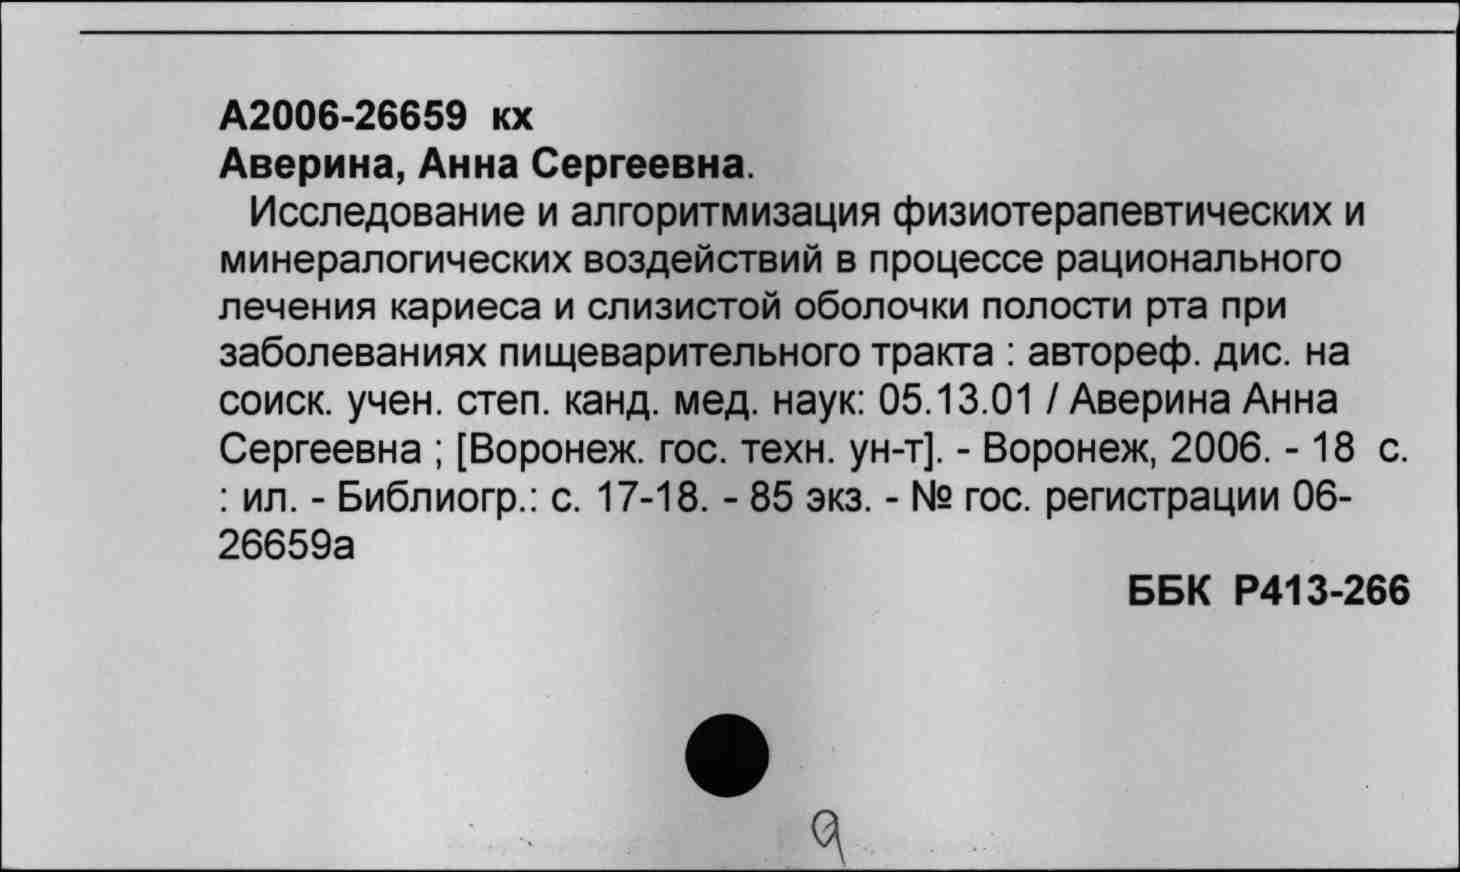 А2006-26659 кх
Аверина, Анна Сергеевна.
Исследование и алгоритмизация физиотерапевтических и
минералогических воздействий в процессе рационального
лечения кариеса и слизистой оболочки полости рта при
заболеваниях пищеварительного тракта : автореф. дис. на
соиск. учен. степ. канд. мед. наук: 05.13.01 / Аверина Анна
Сергеевна ; [Воронеж. гос. техн. ун-т]. - Воронеж, 2006. - 18 с.
: ил. - Библиогр.: с. 17-18. - 85 экз. - № гос. регистрации 06-
26659а
ББК Р413-266